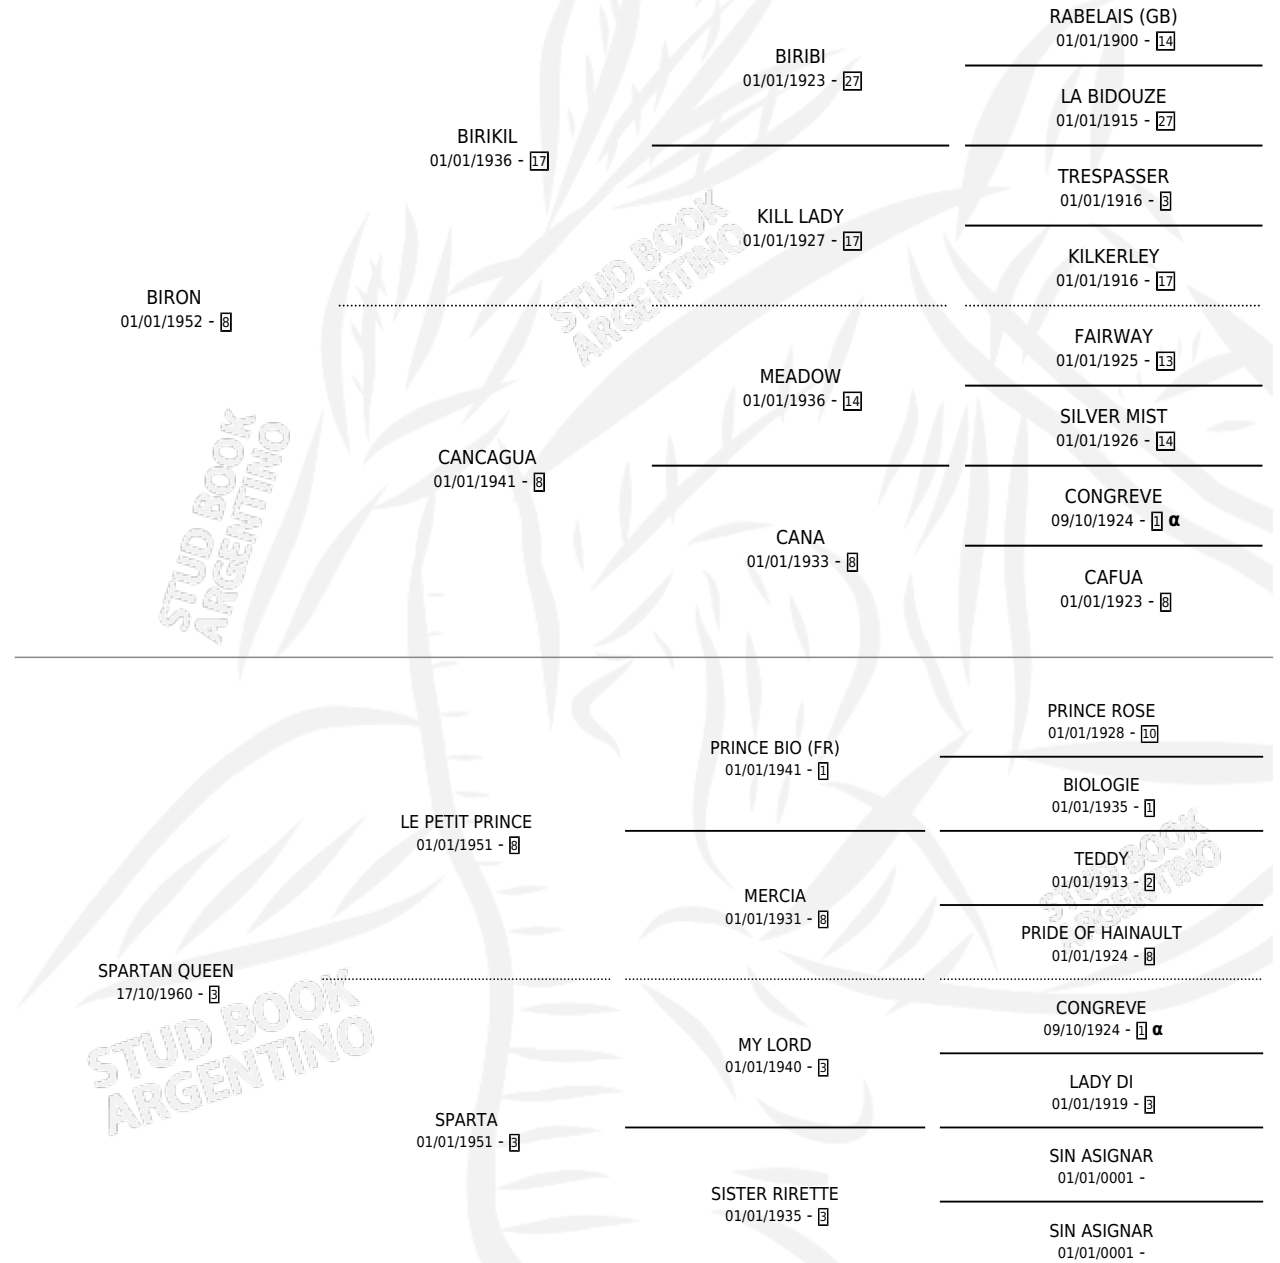 RABELAIS (GB)
01/01/1900 - 14
BIRIBI
01/01/1923 - 27
LA BIDOUZE
01/01/1915 - 27
BIRIKIL
01/01/1936 - 17
TRESPASSER
01/01/1916 - 3
KILL LADY
01/01/1927 - 17
KILKERLEY
01/01/1916 - 17
BIRON
01/01/1952 - 8
FAIRWAY
01/01/1925 - 13
MEADOW
01/01/1936 - 14
SILVER MIST
01/01/1926 - 14
CANCAGUA
01/01/1941 - 8
CONGREVE
09/10/1924 - 1 α
CANA
01/01/1933 - 8
CAFUA
01/01/1923 - 8
PRINCE ROSE
01/01/1928 - 10
PRINCE BIO (FR)
01/01/1941 - 1
BIOLOGIE
01/01/1935 - 1
LE PETIT PRINCE
01/01/1951 - 8
TEDDY
01/01/1913 - 2
MERCIA
01/01/1931 - 8
PRIDE OF HAINAULT
01/01/1924 - 8
SPARTAN QUEEN
17/10/1960 - 3
CONGREVE
09/10/1924 - 1 α
MY LORD
01/01/1940 - 3
LADY DI
01/01/1919 - 3
SPARTA
01/01/1951 - 3
SIN ASIGNAR
01/01/0001 -
SISTER RIRETTE
01/01/1935 - 3
SIN ASIGNAR
01/01/0001 -
STUD BOOK
ARGENTINO
STUD BOOK
ARGENTINO
STUD BOOK
ARGENTINO
STUD BOOK
ARGENTINO